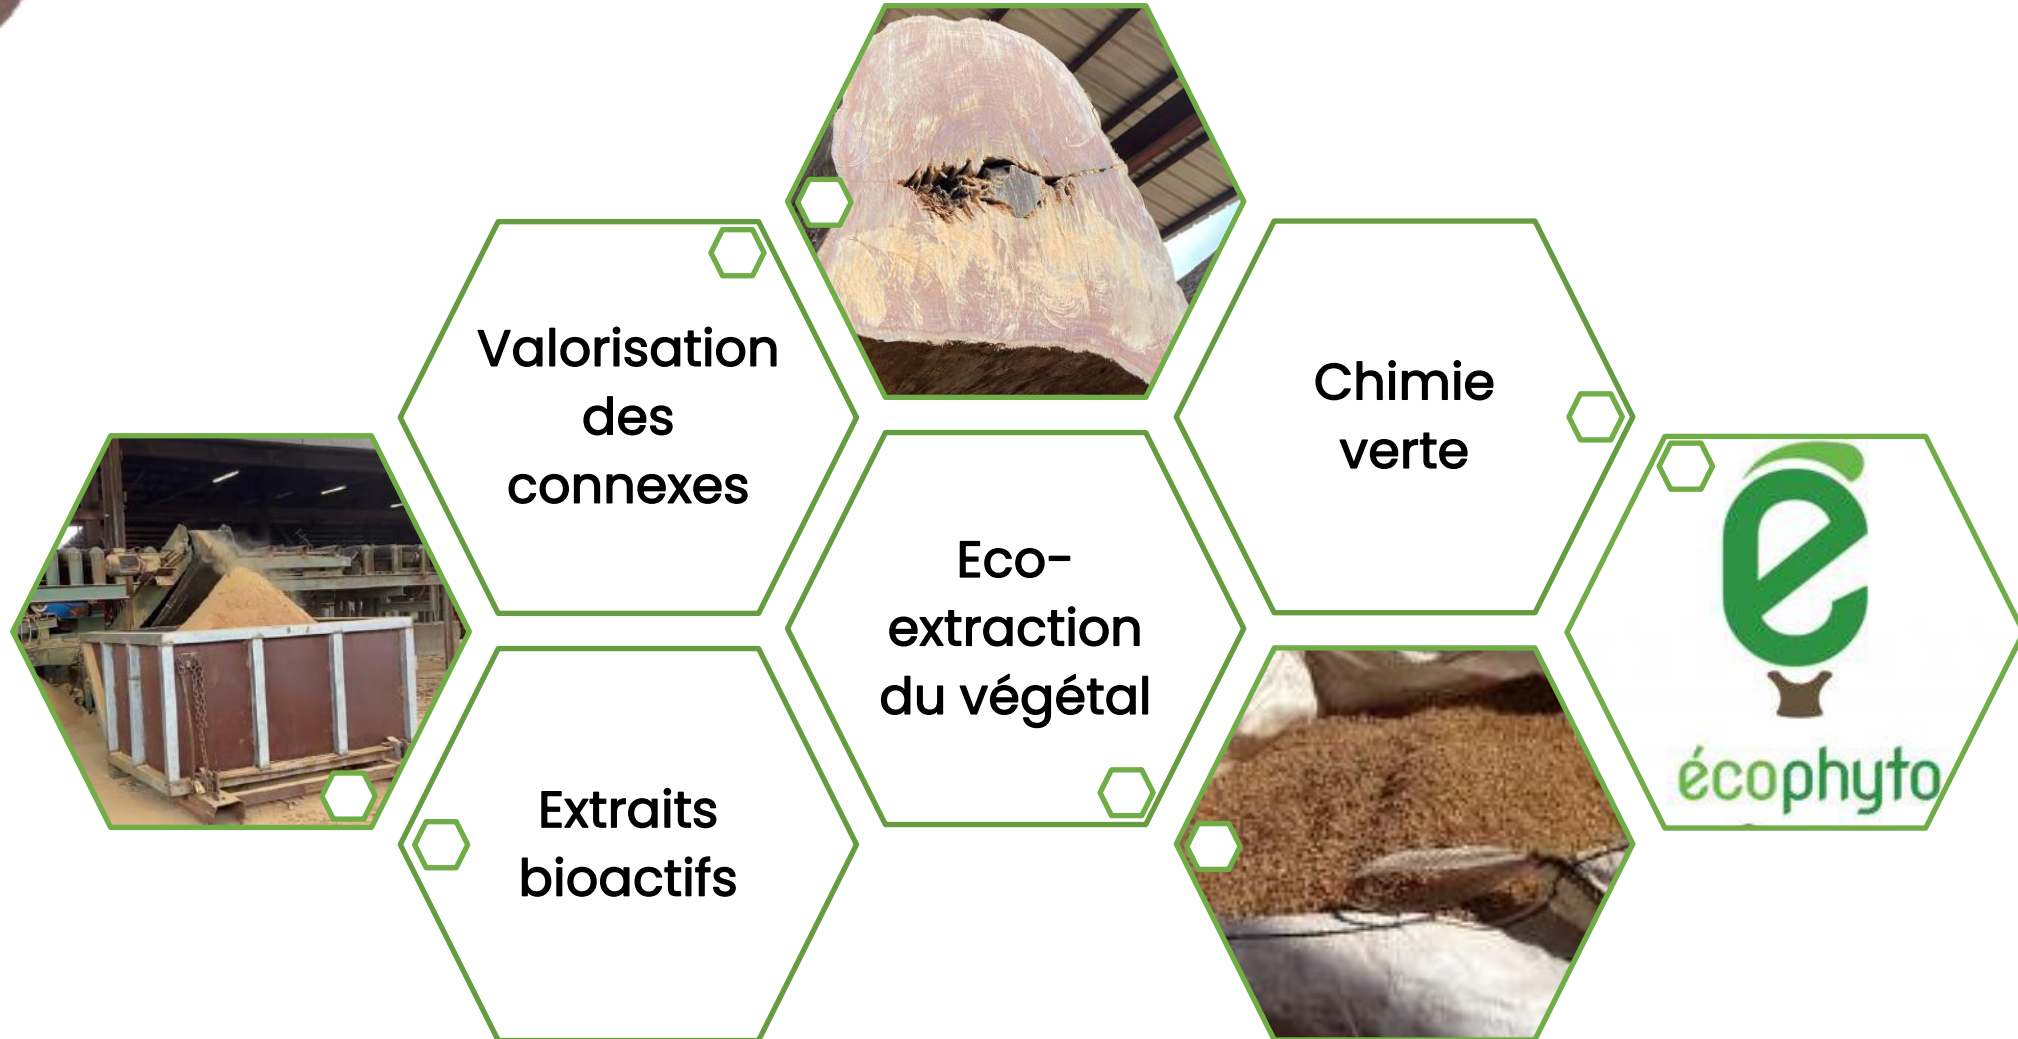 Valorisation
des
connexes
Extraits
bioactifs
Eco-
extraction
du végétal
Chimie
verte
é
écophyto